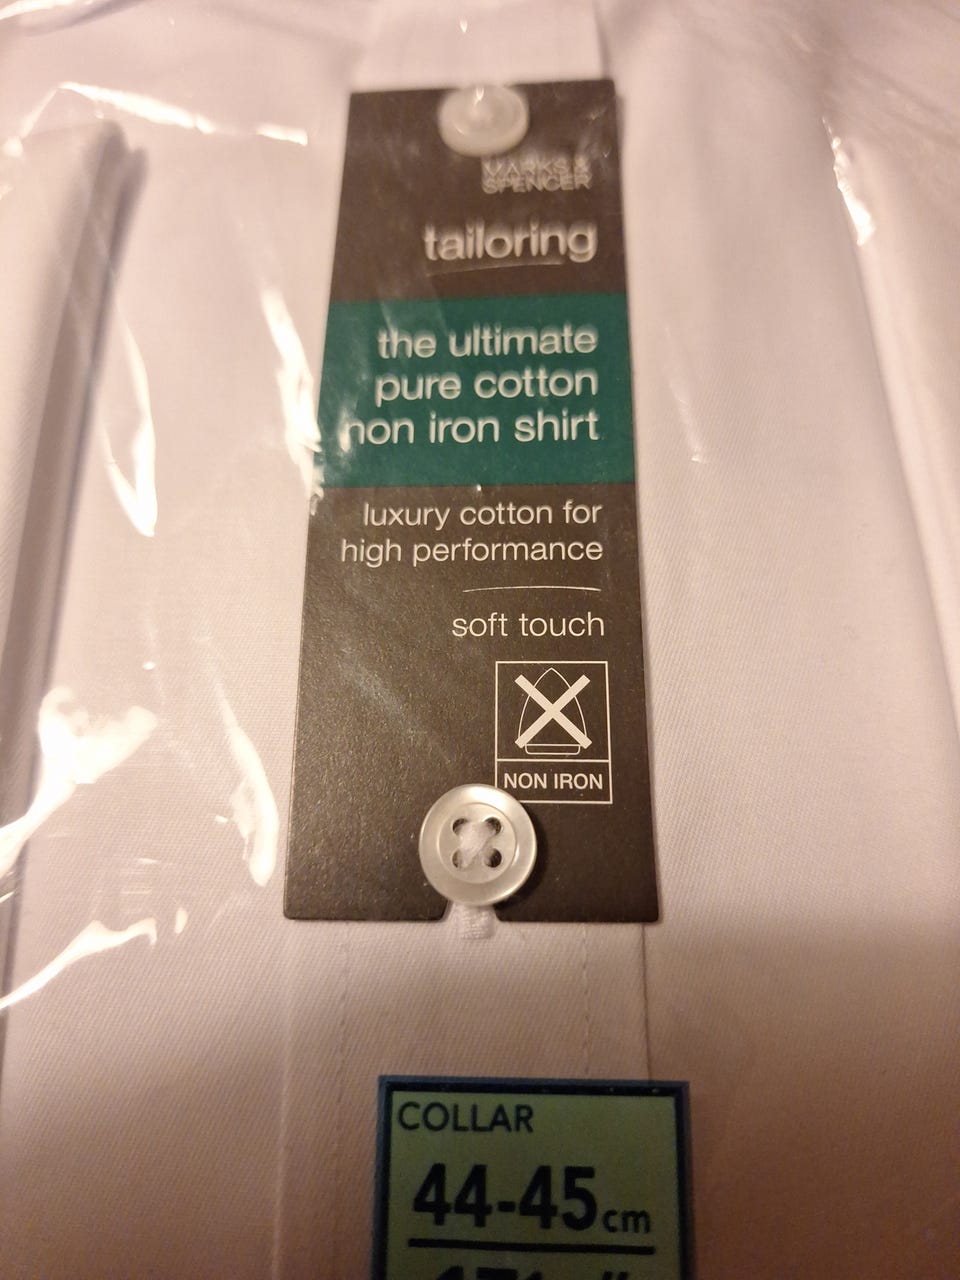 MARKS &
SPENCER
tailoring
the ultimate
pure cotton
non iron shirt
luxury cotton for
high performance
soft touch
NON IRON
COLLAR
44-45cm